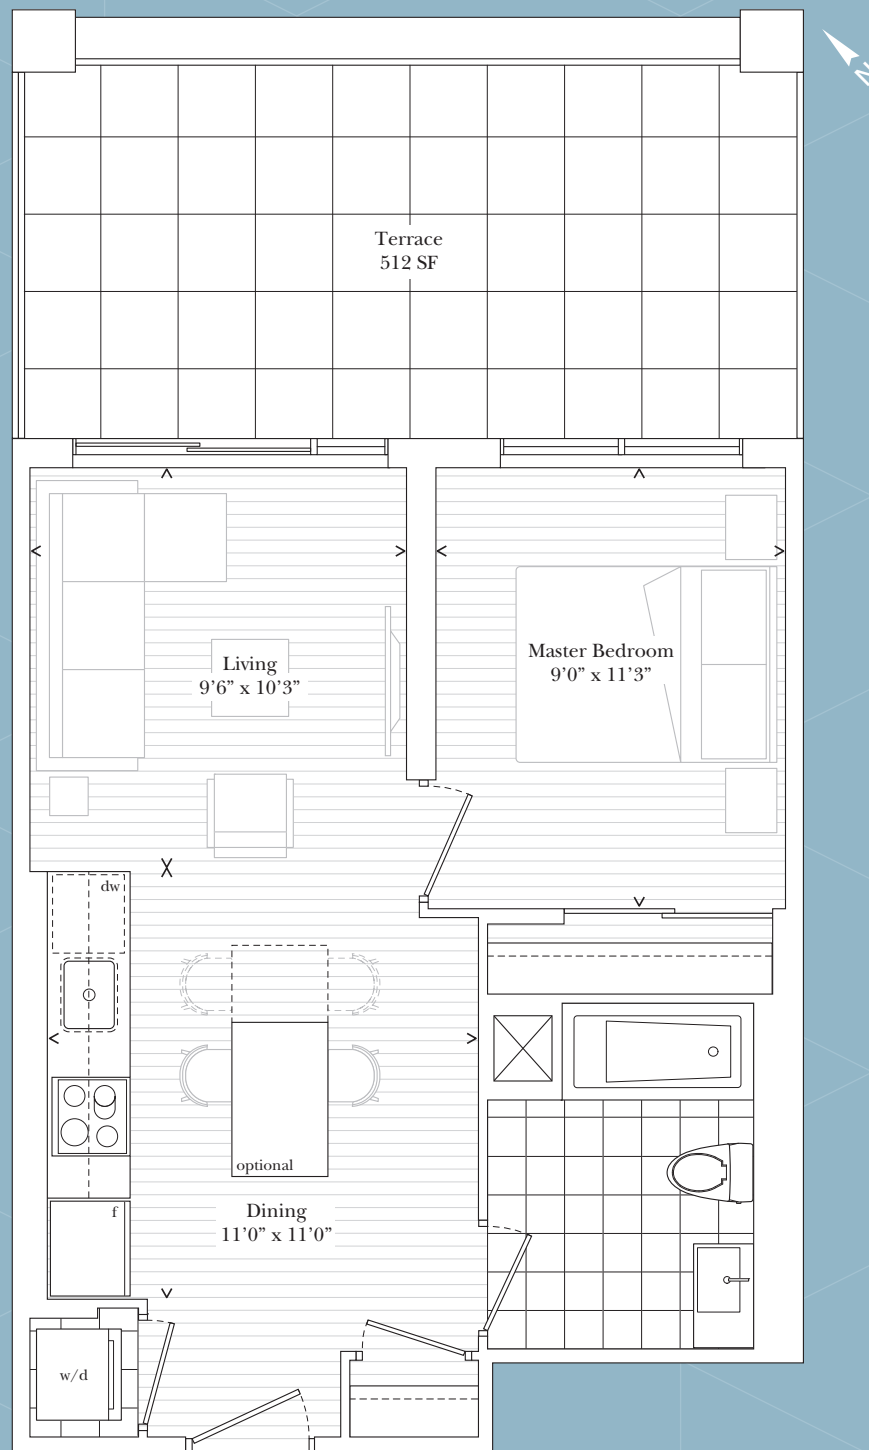 N
Terrace
512 SF
Living
9’6” x 10’3”
Master Bedroom
9’0” x 11’3”
dw
optional
f
Dining
11’0” x 11’0”
w/d